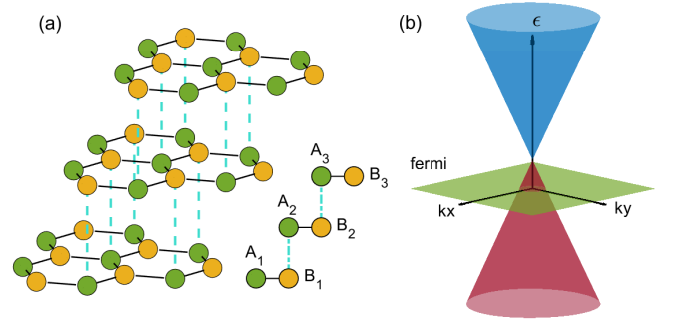 (a)
A₃
B₃
A₂
B₂
A₁
B₁
(b)
ϵ
fermi
kx
ky